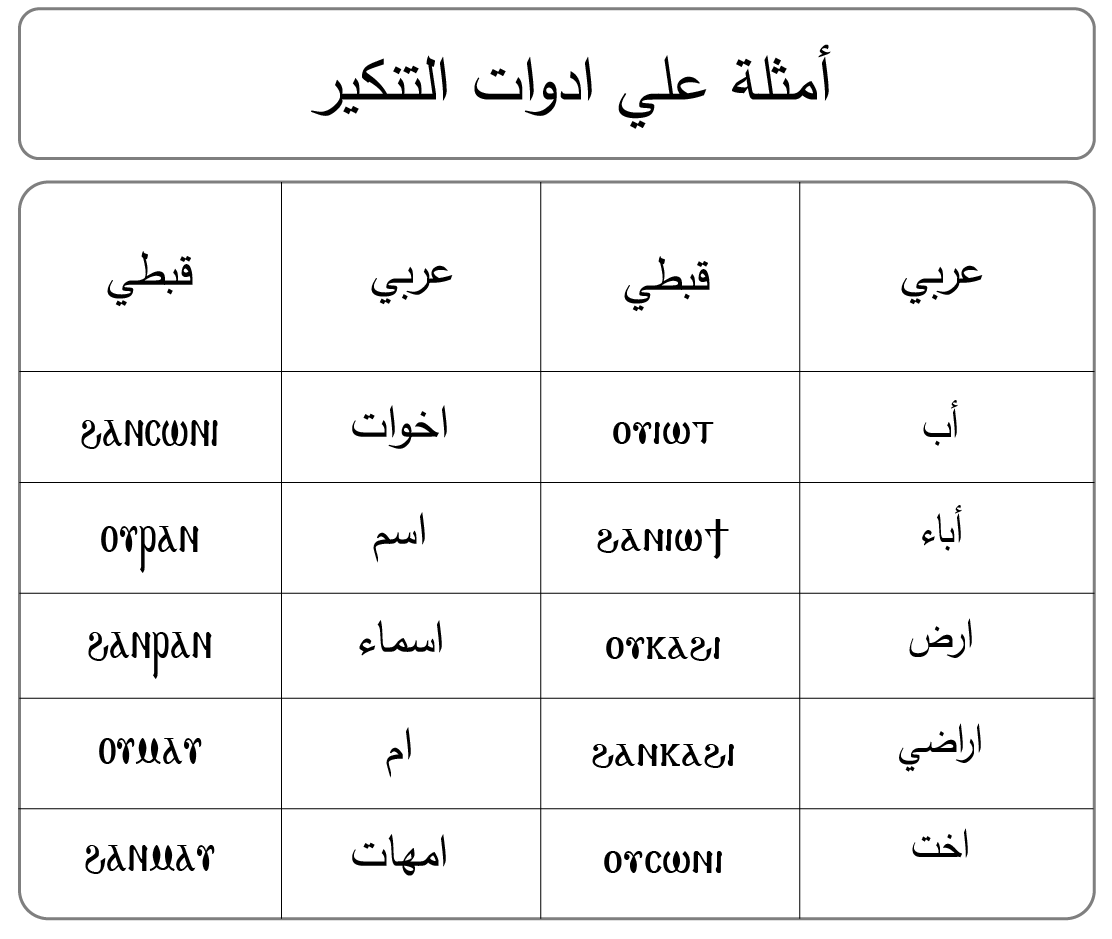 أمثلة علي ادوات التنكير
عربي قبطي عربي قبطي
أب ⲟⲩⲓⲱⲧ اخوات ϩⲁⲛⲥⲱⲛⲓ
أباء ϩⲁⲛⲓⲱϯ اسم ⲟⲩⲣⲁⲛ
ارض ⲟⲩⲕⲁϩⲓ اسماء ϩⲁⲛⲣⲁⲛ
اراضي ϩⲁⲛⲕⲁϩⲓ ام ⲟⲩⲙⲁⲩ
اخت ⲟⲩⲥⲱⲛⲓ امهات ϩⲁⲛⲙⲁⲩ